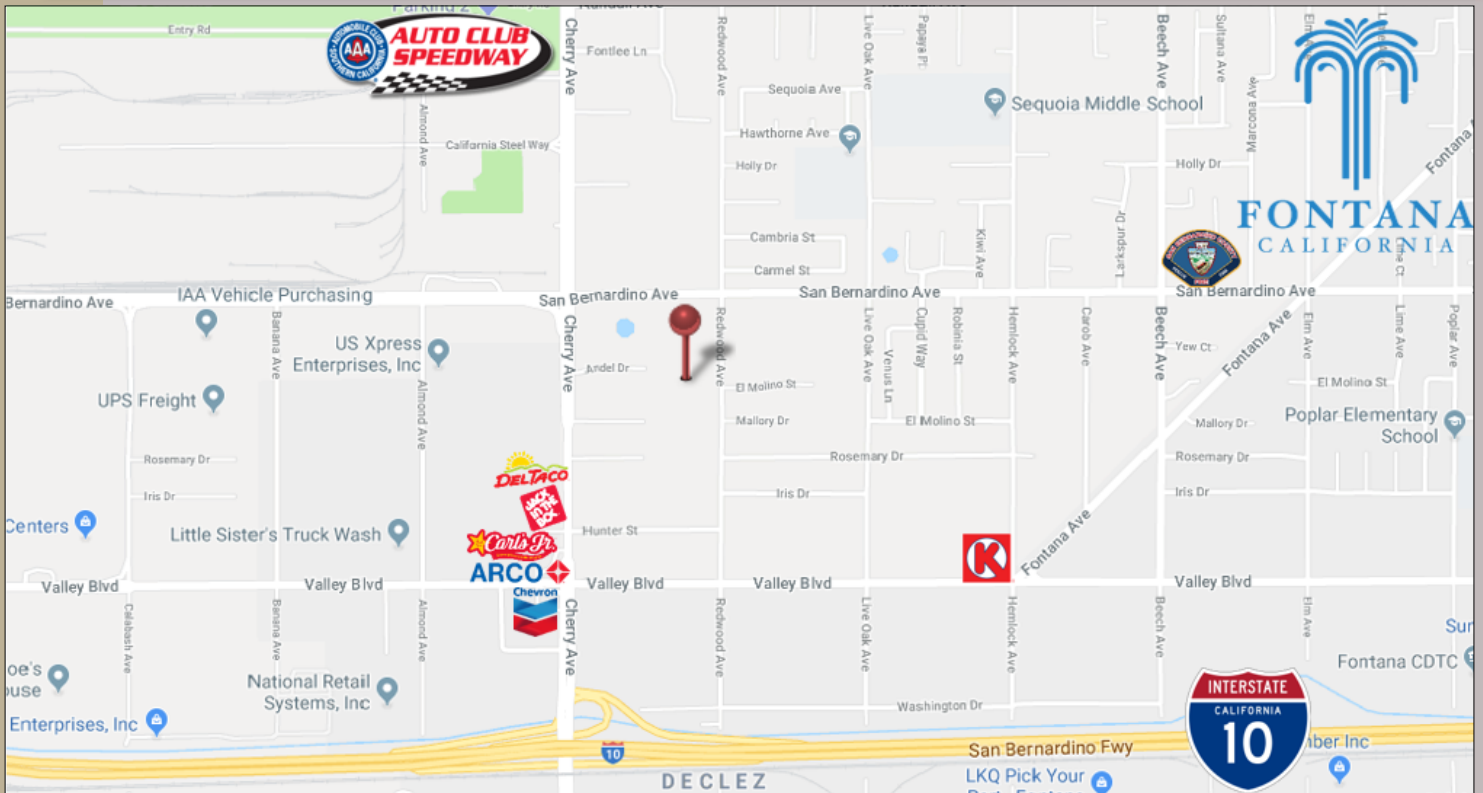 Parking 2
Randall Ave
Entry Rd
AUTOMOBILE CLUB
AAA
SOUTHERN CALIFORNIA
AUTO CLUB
SPEEDWAY
Cherry Ave
Fontlee Ln
Redwood Ave
Live Oak Ave
Papaya Pl
Beech Ave
Sultana Ave
Elm Ave
Marcona Ave
Sequoia Ave
Sequoia Middle School
Almond Ave
California Steel Way
Hawthorne Ave
Holly Dr
Holly Dr
Fontana A
FONTANA
CALIFORNIA
Cambria St
Carmel St
Kiwi Ave
Larkspur Dr
Bernardino Ave
IAA Vehicle Purchasing
San Bernardino Ave
San Bernardino Ave
San Bernardino Ave
Banana Ave
US Xpress
Enterprises, Inc
Almond Ave
Cherry Ave
Redwood Ave
Live Oak Ave
Venus Ln
Cupid Way
Robinia St
Hemlock Ave
Carob Ave
Beech Ave
Fontana Ave
Elm Ave
Lime Ave
Poplar Ave
Yew Ct
Andel Dr
El Molino St
El Molino St
UPS Freight
Mallory Dr
El Molino St
Mallory Dr
Poplar Elementary
School
Rosemary Dr
Rosemary Dr
Rosemary Dr
Iris Dr
Iris Dr
Iris Dr
DEL TACO
JACK
IN THE
BOX
Centers
Little Sister's Truck Wash
Carl's Jr.
Hunter St
ARCO
K
Fontana Ave
Valley Blvd
Valley Blvd
Valley Blvd
Valley Blvd
Valley Blvd
Chevron
Calabash Ave
Banana Ave
Almond Ave
Cherry Ave
Redwood Ave
Live Oak Ave
Hemlock Ave
Beech Ave
Elm Ave
Sur
oe's
ouse
National Retail
Systems, Inc
Fontana CDTC
Washington Dr
Enterprises, Inc
INTERSTATE
CALIFORNIA
10
10
San Bernardino Fwy
nber Inc
DECLEZ
LKQ Pick Your